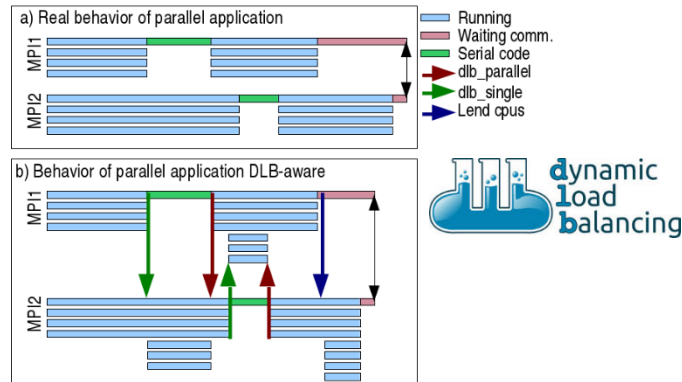 a) Real behavior of parallel application
MPI1
MPI2
Running
Waiting comm.
Serial code
dlb_parallel
dlb_single
Lend cpus
b) Behavior of parallel application DLB-aware
MPI1
MPI2
dynamic
load
balancing